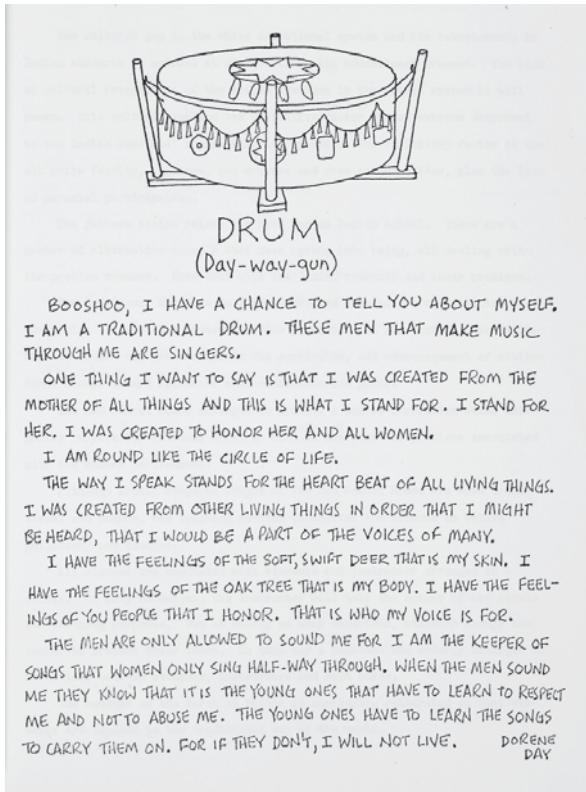 DRUM
(Day-way-gun)
BOOSHOO, I HAVE A CHANCE TO TELL YOU ABOUT MYSELF.
I AM A TRADITIONAL DRUM. THESE MEN THAT MAKE MUSIC
THROUGH ME ARE SINGERS.
ONE THING I WANT TO SAY IS THAT I WAS CREATED FROM THE
MOTHER OF ALL THINGS AND THIS IS WHAT I STAND FOR. I STAND FOR
HER. I WAS CREATED TO HONOR HER AND ALL WOMEN.
I AM ROUND LIKE THE CIRCLE OF LIFE.
THE WAY I SPEAK STANDS FOR THE HEART BEAT OF ALL LIVING THINGS.
I WAS CREATED FROM OTHER LIVING THINGS IN ORDER THAT I MIGHT
BE HEARD, THAT I WOULD BE A PART OF THE VOICES OF MANY.
I HAVE THE FEELINGS OF THE SOFT, SWIFT DEER THAT IS MY SKIN. I
HAVE THE FEELINGS OF THE OAK TREE THAT IS MY BODY. I HAVE THE FEEL-
INGS OF YOU PEOPLE THAT I HONOR. THAT IS WHO MY VOICE IS FOR.
THE MEN ARE ONLY ALLOWED TO SOUND ME FOR I AM THE KEEPER OF
SONGS THAT WOMEN ONLY SING HALF-WAY THROUGH. WHEN THE MEN SOUND
ME THEY KNOW THAT IT IS THE YOUNG ONES THAT HAVE TO LEARN TO RESPECT
ME AND NOT TO ABUSE ME. THE YOUNG ONES HAVE TO LEARN THE SONGS
TO CARRY THEM ON. FOR IF THEY DON'T, I WILL NOT LIVE. DORENE
DAY